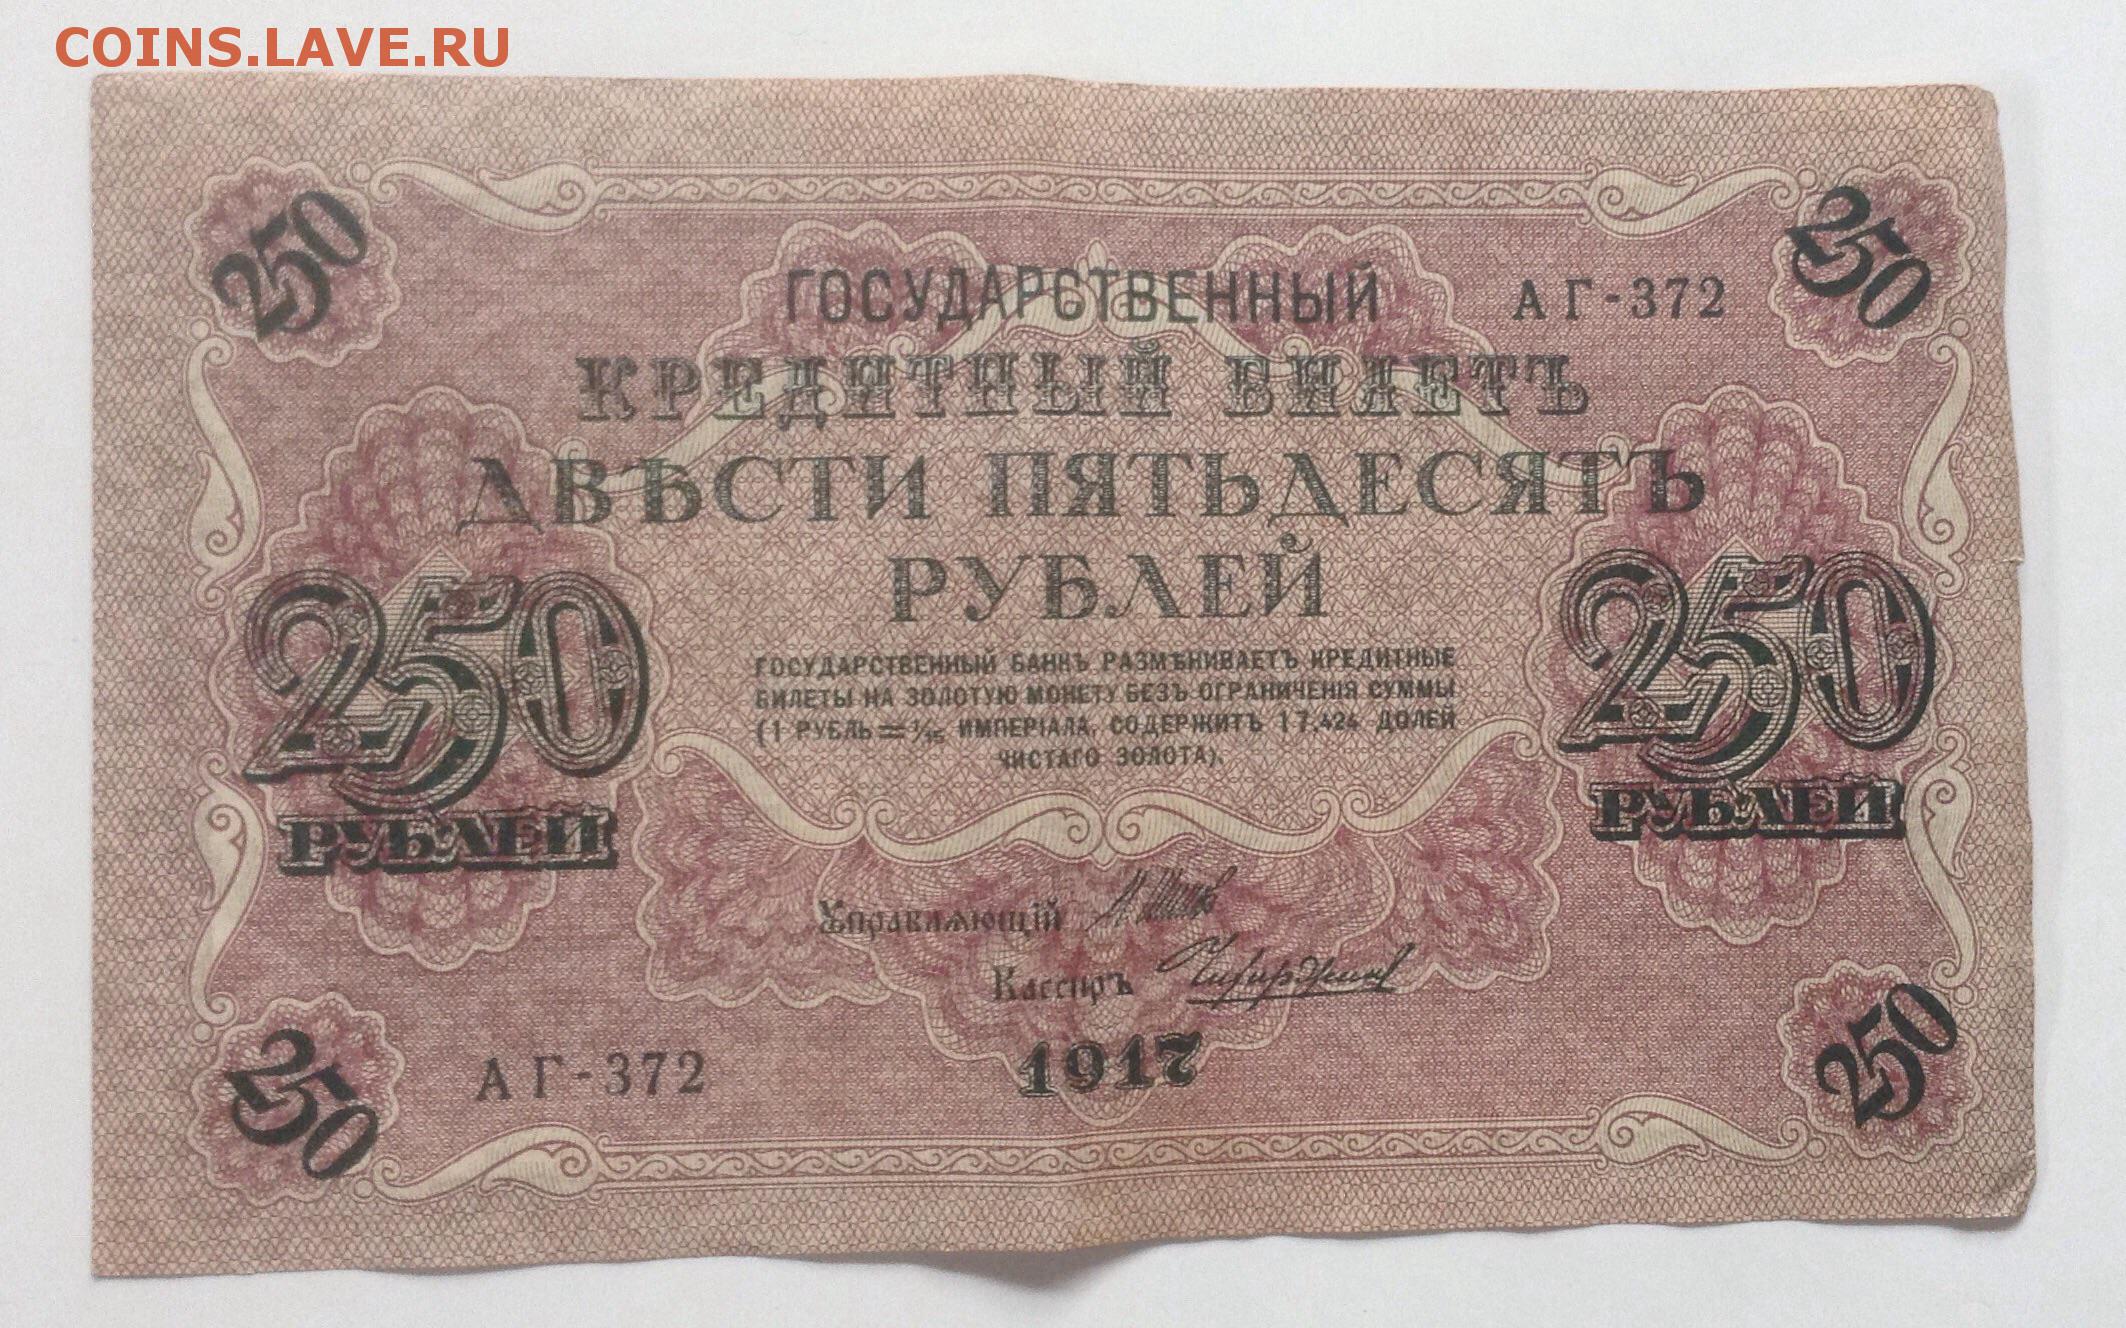 COINS.LAVE.RU
250
250
ГОСУДАРСТВЕННЫЙ
АГ-372
КРЕДИТНЫЙ БИЛЕТЪ
ДВѢСТИ ПЯТЬДЕСЯТЪ
РУБЛЕЙ
250
РУБЛЕЙ
250
РУБЛЕЙ
ГОСУДАРСТВЕННЫЙ БАНКЪ РАЗМѢНИВАЕТЪ КРЕДИТНЫЕ
БИЛЕТЫ НА ЗОЛОТУЮ МОНЕТУ БЕЗЪ ОГРАНИЧЕНІЯ СУММЫ
(1 РУБЛЬ = 1/15 ИМПЕРІАЛА, СОДЕРЖИТЪ 17,424 ДОЛЕЙ
ЧИСТАГО ЗОЛОТА).
Управляющій
Кассиръ
1917
АГ-372
250
250